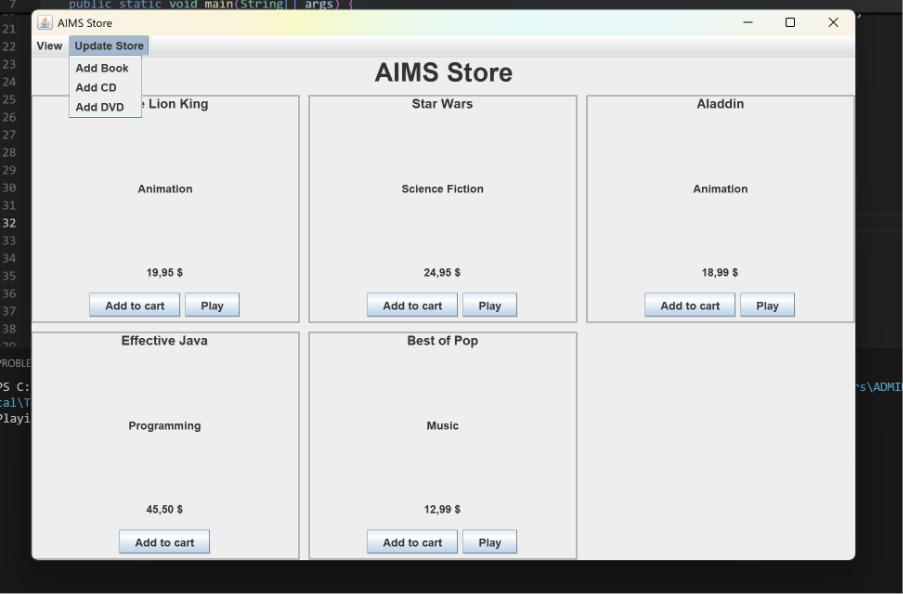 7 public static void main(String[] args) {
AIMS Store
21
22
23
24
25
26
27
28
29
30
31
32
33
34
35
36
37
38
View Update Store
Add Book
Add CD
Add DVD
AIMS Store
Lion King
Animation
19,95 $
Add to cart Play
Star Wars
Science Fiction
24,95 $
Add to cart Play
Aladdin
Animation
18,99 $
Add to cart Play
Effective Java
Programming
45,50 $
Add to cart
Best of Pop
Music
12,99 $
Add to cart Play
PROBLE
PS C:
rs\ADMI
cal\T
Playi